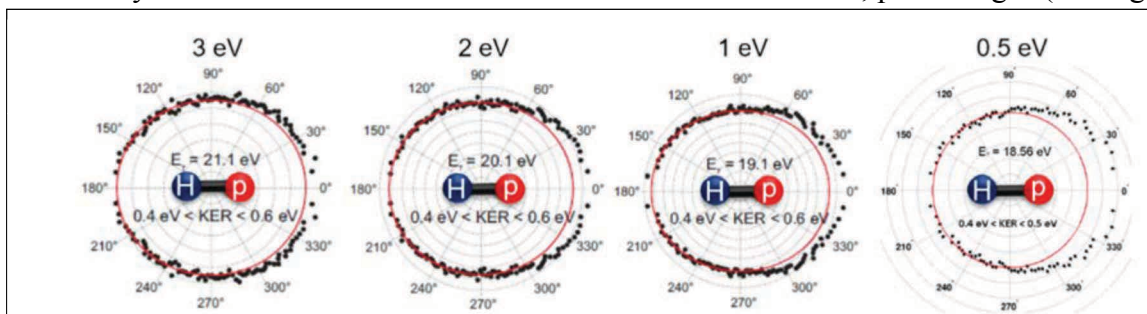 3 eV
90°
120° 60°
150° 30°
E_γ = 21.1 eV
180° H p 0°
0.4 eV < KER < 0.6 eV
210° 330°
240° 300°
270°
2 eV
90°
120° 60°
150° 30°
E_γ = 20.1 eV
180° H p 0°
0.4 eV < KER < 0.6 eV
210° 330°
240° 300°
270°
1 eV
90°
120° 60°
150° 30°
E_γ = 19.1 eV
180° H p 0°
0.4 eV < KER < 0.6 eV
210° 330°
240° 300°
270°
0.5 eV
90°
120° 60°
150° 30°
= 18.56 eV
180° H p 0°
0.4 eV < KER < 0.5 eV
210° 330°
240° 300°
270°